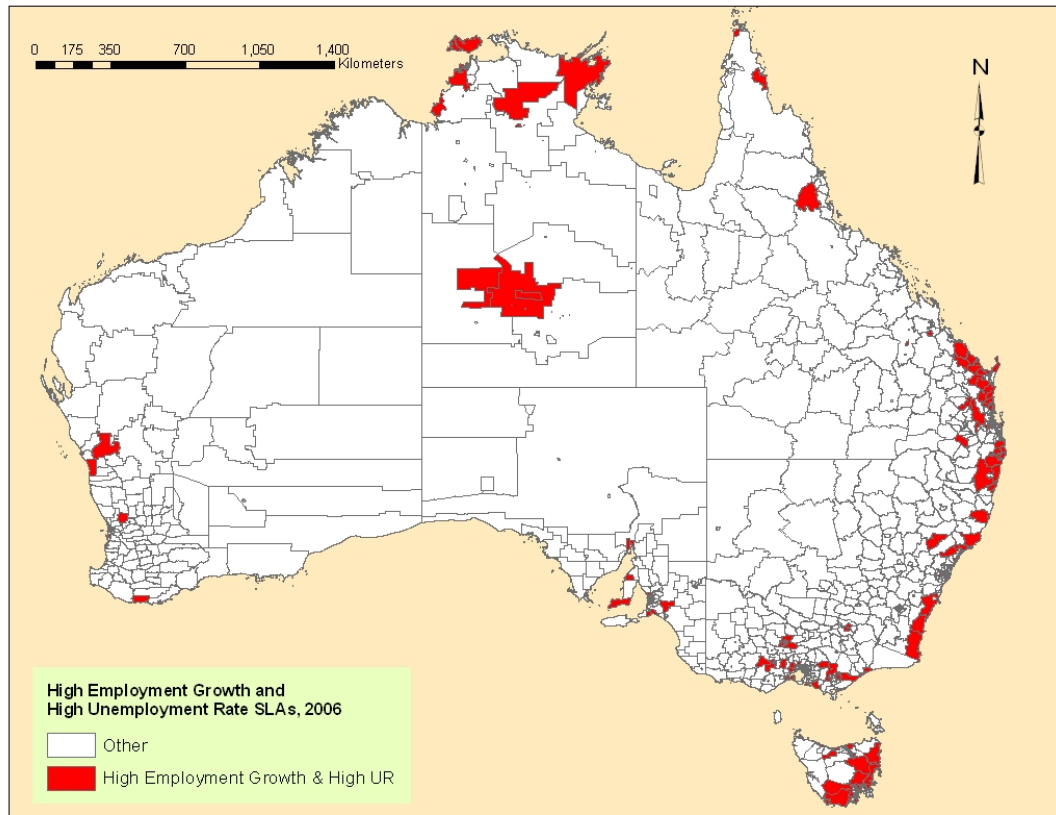 0 175 350 700 1,050 1,400
Kilometers
N
High Employment Growth and
High Unemployment Rate SLAs, 2006
Other
High Employment Growth & High UR